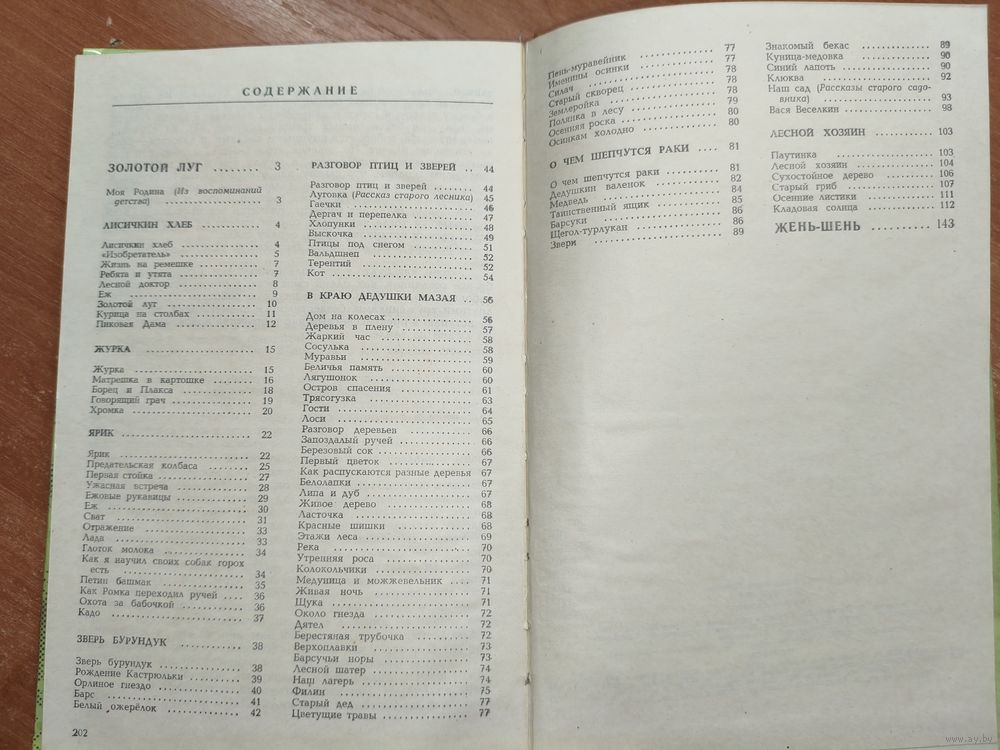 СОДЕРЖАНИЕ
ЗОЛОТОЙ ЛУГ ....... 3
Моя Родина (Из воспоминаний
детства) ............ 3
ЛИСИЧКИН ХЛЕБ ....... 4
Лисичкин хлеб ............ 4
«Изобретатель» ............ 5
Жизнь на ремешке ......... 7
Ребята и утята ............ 7
Лесной доктор ............ 8
Еж ............ 9
Золотой луг ............ 10
Курица на столбах ......... 11
Пиковая Дама ............ 12
ЖУРКА ............ 15
Журка ............ 15
Матрешка в картошке ....... 16
Борец и Плакса ............ 18
Говорящий грач ............ 19
Хромка ............ 20
ЯРИК ............ 22
Ярик ............ 22
Предательская колбаса ....... 25
Первая стойка ............ 27
Ужасная встреча ............ 28
Ежовые рукавицы ............ 29
Еж ............ 30
Сват ............ 31
Отражение ............ 33
Лада ............ 33
Глоток молока ............ 34
Как я научил своих собак горох
есть ............ 34
Петин башмак ............ 35
Как Ромка переходил ручей .... 36
Охота за бабочкой ............ 36
Кадо ............ 37
ЗВЕРЬ БУРУНДУК ......... 38
Зверь бурундук ............ 38
Рождение Кастрюльки ......... 39
Орлиное гнездо ............ 40
Барс ............ 41
Белый ожерёлок ............ 42
202
РАЗГОВОР ПТИЦ И ЗВЕРЕЙ .. 44
Разговор птиц и зверей ....... 44
Луговка (Рассказ старого лесника) 45
Гаечки ............ 46
Дергач и перепелка ......... 47
Хлопунки ............ 48
Выскочка ............ 49
Птицы под снегом ............ 51
Вальдшнеп ............ 52
Терентий ............ 52
Кот ............ 54
В КРАЮ ДЕДУШКИ МАЗАЯ .. 56
Дом на колесах ............ 56
Деревья в плену ............ 57
Жаркий час ............ 58
Сосулька ............ 58
Муравьи ............ 59
Беличья память ............ 60
Лягушонок ............ 60
Остров спасения ............ 61
Трясогузка ............ 63
Гости ............ 64
Лоси ............ 65
Разговор деревьев ............ 66
Запоздалый ручей ............ 66
Березовый сок ............ 66
Первый цветок ............ 67
Как распускаются разные деревья 67
Белолапки ............ 67
Липа и дуб ............ 67
Живое дерево ............ 68
Ласточка ............ 68
Красные шишки ............ 68
Этажи леса ............ 69
Река ............ 70
Утренняя роса ............ 70
Колокольчики ............ 70
Медуница и можжевельник .... 71
Живая ночь ............ 71
Щука ............ 71
Около гнезда ............ 72
Дятел ............ 72
Берестяная трубочка ......... 72
Верхоплавки ............ 73
Барсучьи норы ............ 73
Лесной шатер ............ 74
Наш лагерь ............ 74
Филин ............ 75
Старый дед ............ 77
Цветущие травы ............ 77
Пень-муравейник ............ 77
Именины осинки ............ 77
Силач ............ 78
Старый скворец ............ 78
Землеройка ............ 78
Полянка в лесу ............ 79
Осенняя роска ............ 80
Осинкам холодно ............ 80
О ЧЕМ ШЕПЧУТСЯ РАКИ .... 81
О чем шепчутся раки ......... 81
Дедушкин валенок ............ 82
Медведь ............ 84
Таинственный ящик ......... 85
Барсуки ............ 86
Щегол-турлукан ............ 86
Звери ............ 89
Знакомый бекас ............ 89
Куница-медовка ............ 90
Синий лапоть ............ 90
Клюква ............ 92
Наш сад (Рассказы старого садо-
вника) ............ 93
Вася Веселкин ............ 98
ЛЕСНОЙ ХОЗЯИН ......... 103
Паутинка ............ 103
Лесной хозяин ............ 104
Сухостойное дерево ......... 106
Старый гриб ............ 107
Осенние листики ............ 111
Кладовая солнца ............ 112
ЖЕНЬ-ШЕНЬ ......... 143
www.ay.by